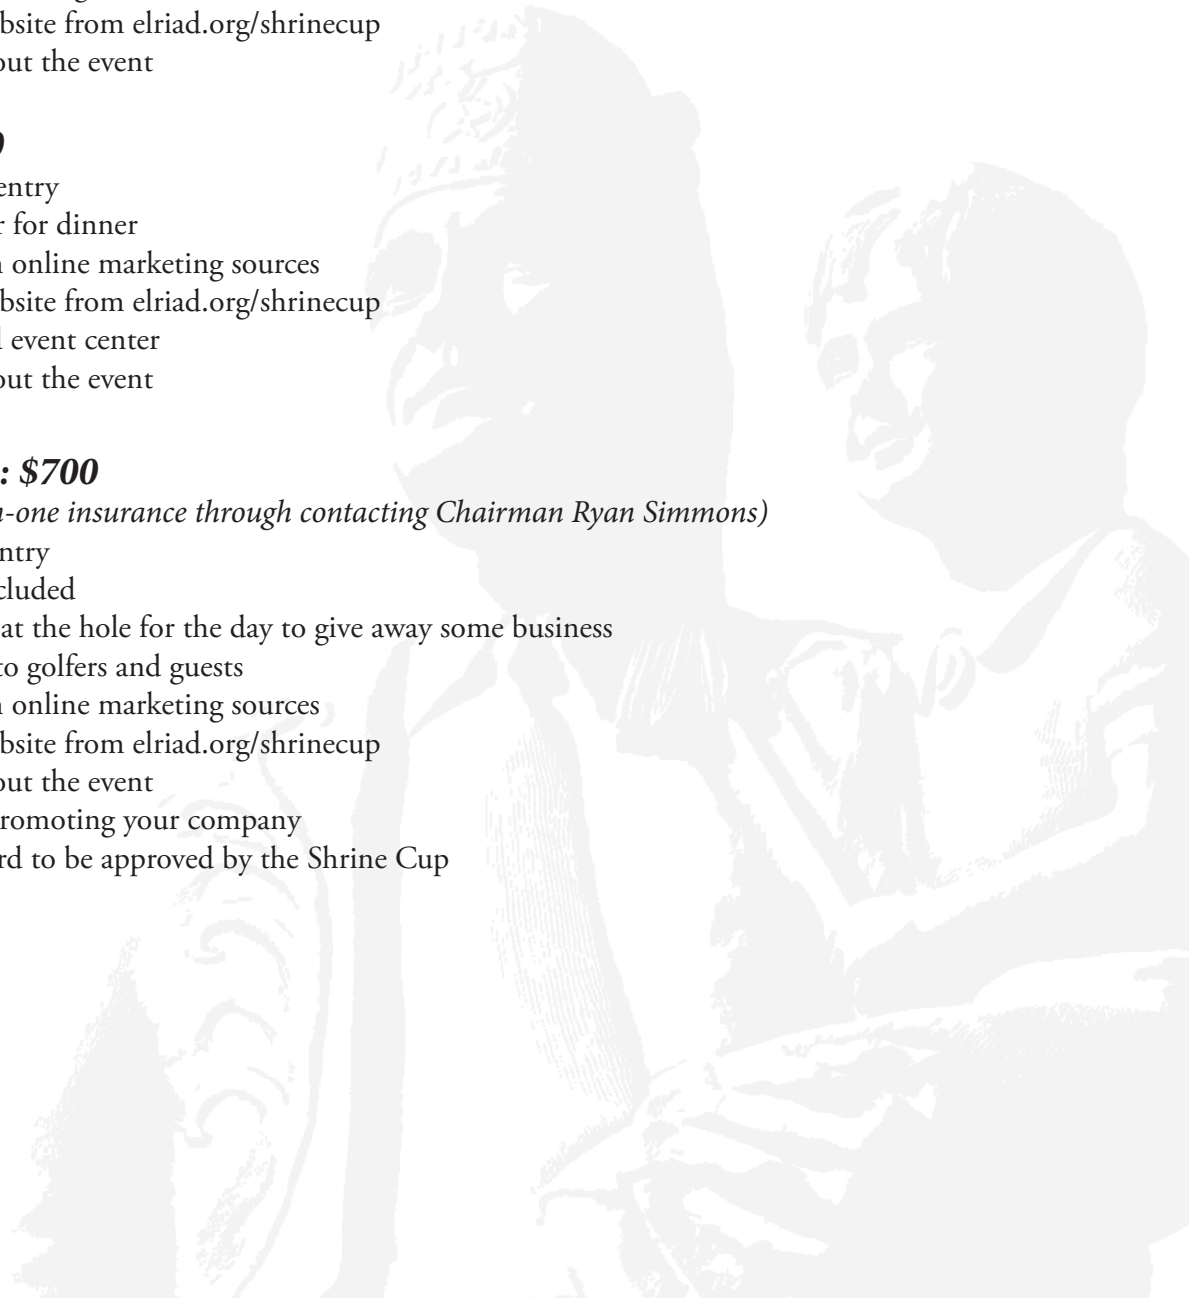 bsite from elriad.org/shrinecup
out the event
entry
for dinner
online marketing sources
bsite from elriad.org/shrinecup
event center
out the event
: $700
-one insurance through contacting Chairman Ryan Simmons)
ntry
cluded
at the hole for the day to give away some business
to golfers and guests
online marketing sources
bsite from elriad.org/shrinecup
out the event
romoting your company
rd to be approved by the Shrine Cup